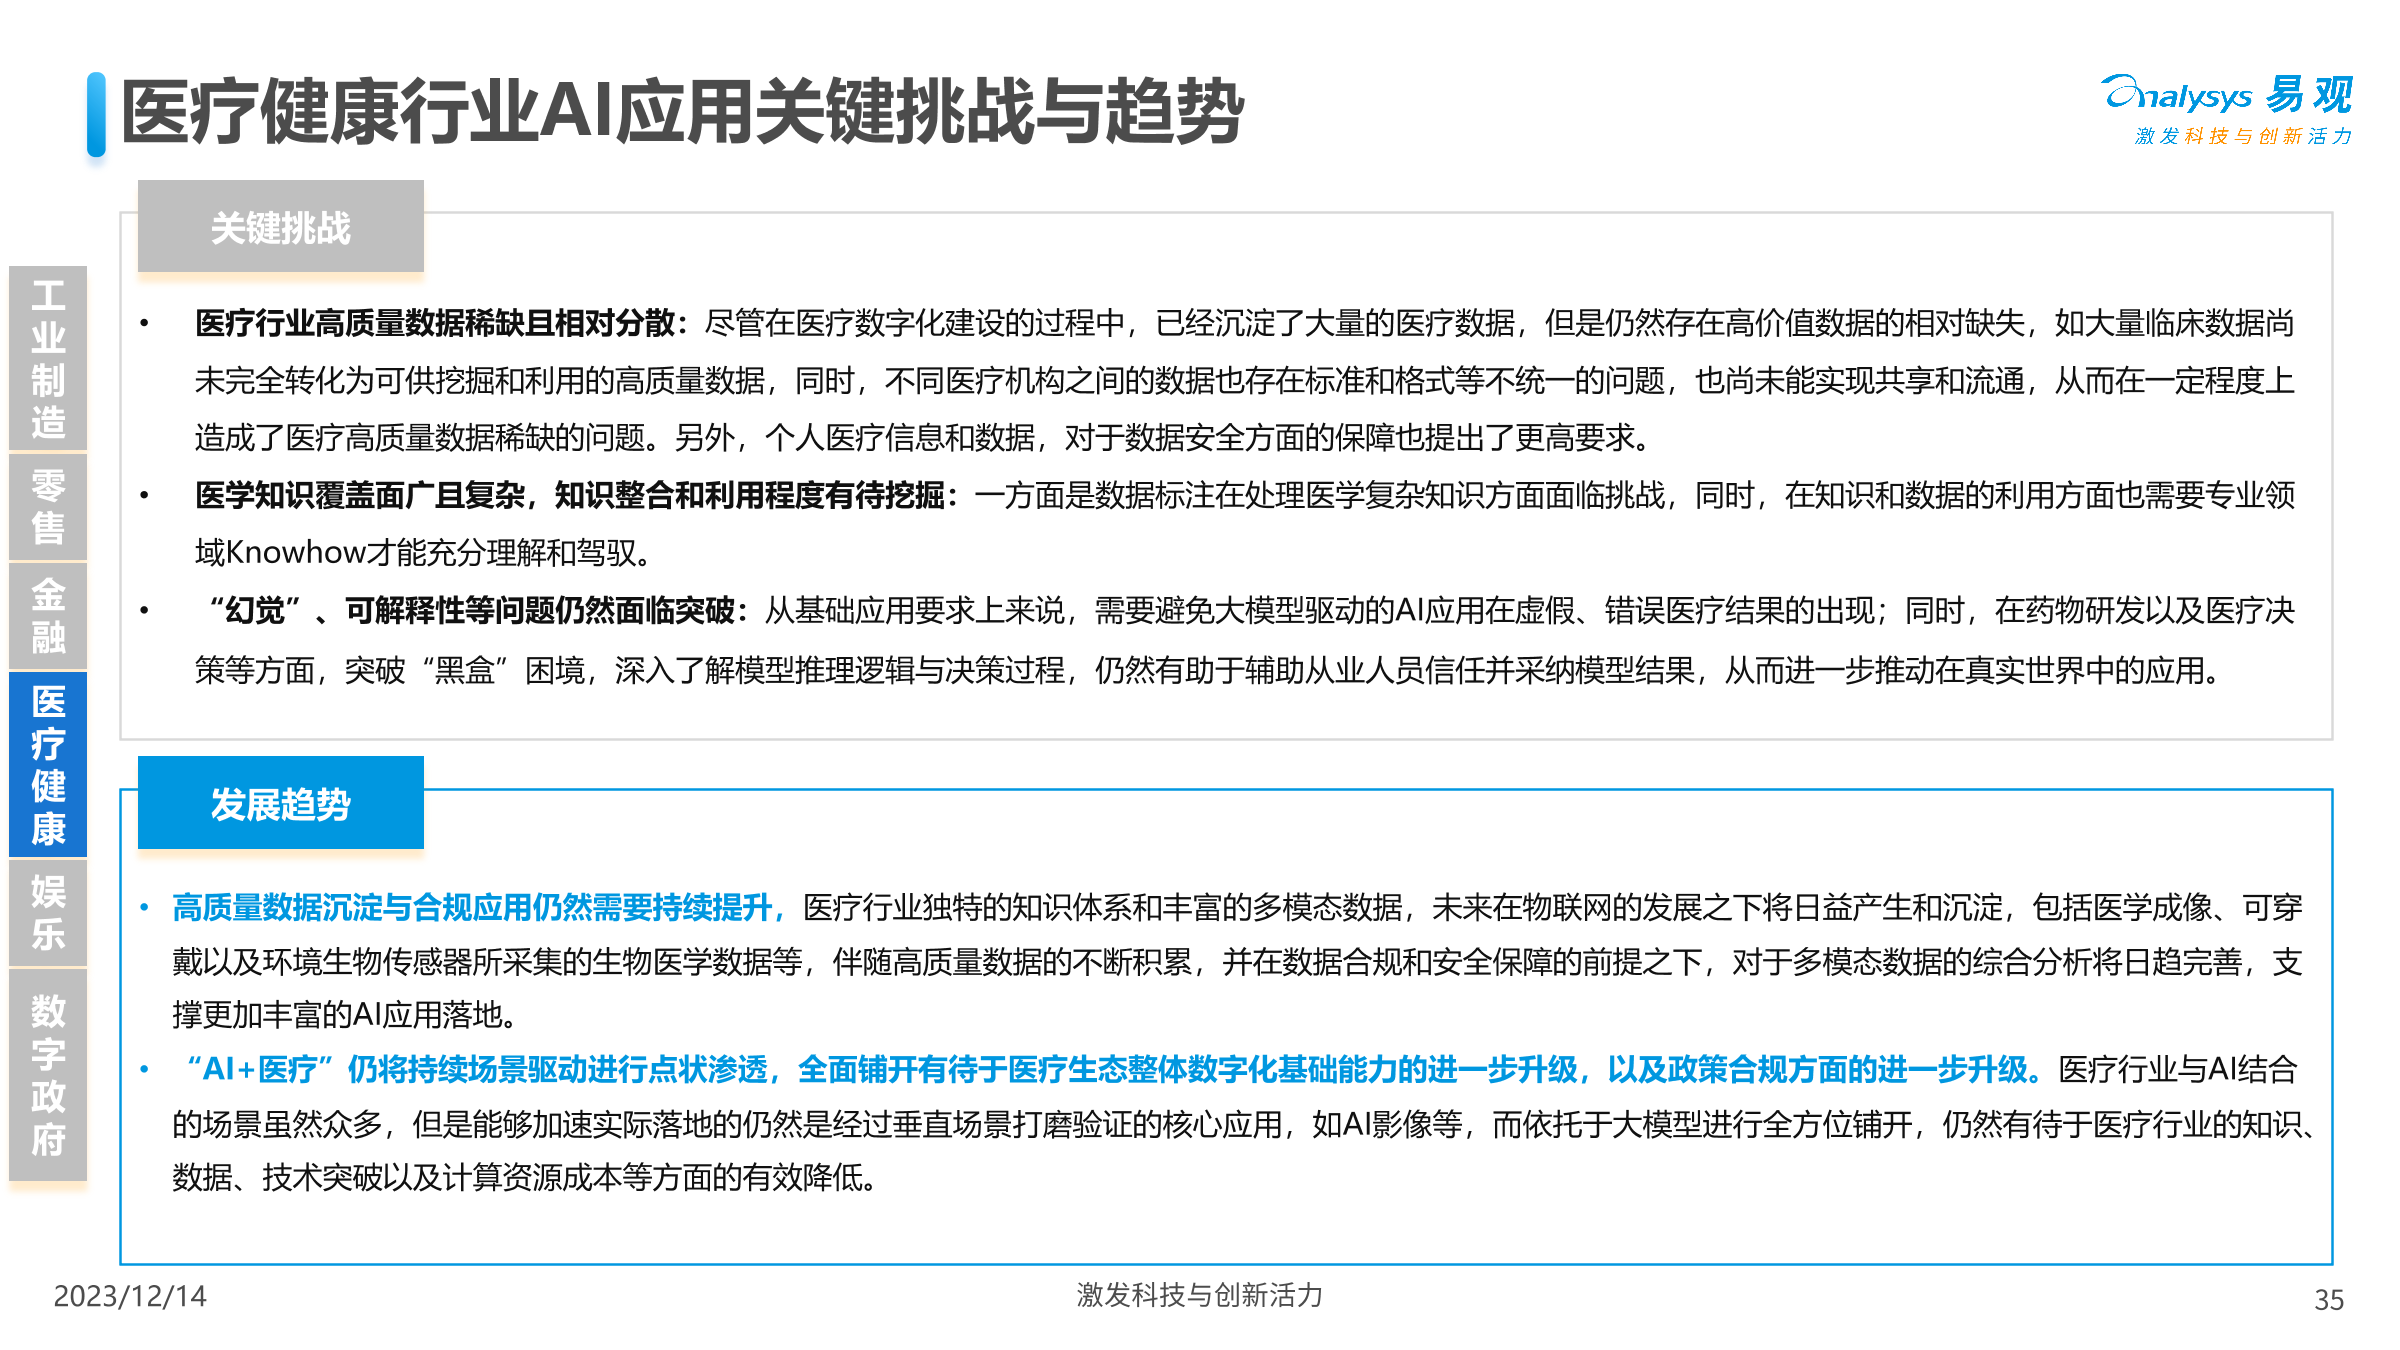 医疗健康行业AI应用关键挑战与趋势
analysys 易观
激发科技与创新活力
关键挑战
• 医疗行业高质量数据稀缺且相对分散：尽管在医疗数字化建设的过程中，已经沉淀了大量的医疗数据，但是仍然存在高价值数据的相对缺失，如大量临床数据尚
未完全转化为可供挖掘和利用的高质量数据，同时，不同医疗机构之间的数据也存在标准和格式等不统一的问题，也尚未能实现共享和流通，从而在一定程度上
造成了医疗高质量数据稀缺的问题。另外，个人医疗信息和数据，对于数据安全方面的保障也提出了更高要求。
• 医学知识覆盖面广且复杂，知识整合和利用程度有待挖掘：一方面是数据标注在处理医学复杂知识方面面临挑战，同时，在知识和数据的利用方面也需要专业领
域Knowhow才能充分理解和驾驭。
• “幻觉”、可解释性等问题仍然面临突破：从基础应用要求上来说，需要避免大模型驱动的AI应用在虚假、错误医疗结果的出现；同时，在药物研发以及医疗决
策等方面，突破“黑盒”困境，深入了解模型推理逻辑与决策过程，仍然有助于辅助从业人员信任并采纳模型结果，从而进一步推动在真实世界中的应用。
发展趋势
• 高质量数据沉淀与合规应用仍然需要持续提升，医疗行业独特的知识体系和丰富的多模态数据，未来在物联网的发展之下将日益产生和沉淀，包括医学成像、可穿
戴以及环境生物传感器所采集的生物医学数据等，伴随高质量数据的不断积累，并在数据合规和安全保障的前提之下，对于多模态数据的综合分析将日趋完善，支
撑更加丰富的AI应用落地。
• “AI+医疗”仍将持续场景驱动进行点状渗透，全面铺开有待于医疗生态整体数字化基础能力的进一步升级，以及政策合规方面的进一步升级。医疗行业与AI结合
的场景虽然众多，但是能够加速实际落地的仍然是经过垂直场景打磨验证的核心应用，如AI影像等，而依托于大模型进行全方位铺开，仍然有待于医疗行业的知识、
数据、技术突破以及计算资源成本等方面的有效降低。
工业制造
零售
金融
医疗健康
娱乐
数字政府
2023/12/14
激发科技与创新活力
35